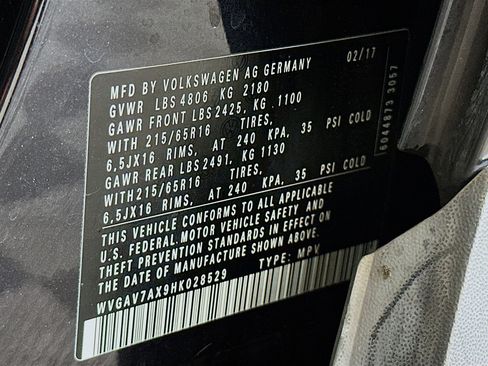 MFD BY VOLKSWAGEN AG GERMANY 02/17
GVWR LBS 4806 KG 2180
GAWR FRONT LBS 2425, KG 1100
WITH 215/65R16 TIRES,
6,5JX16 RIMS, AT 240 KPA, 35 PSI COLD
GAWR REAR LBS 2491, KG 1130
WITH215/65R16 TIRES,
6,5JX16 RIMS, AT 240 KPA, 35 PSI COLD
THIS VEHICLE CONFORMS TO ALL APPLICABLE
U.S. FEDERAL MOTOR VEHICLE SAFETY AND
THEFT PREVENTION STANDARDS IN EFFECT ON
THE DATE OF MANUFACTURE SHOWN ABOVE
WVGAV7AX9HK028529 TYPE: MPV
6044873 3057